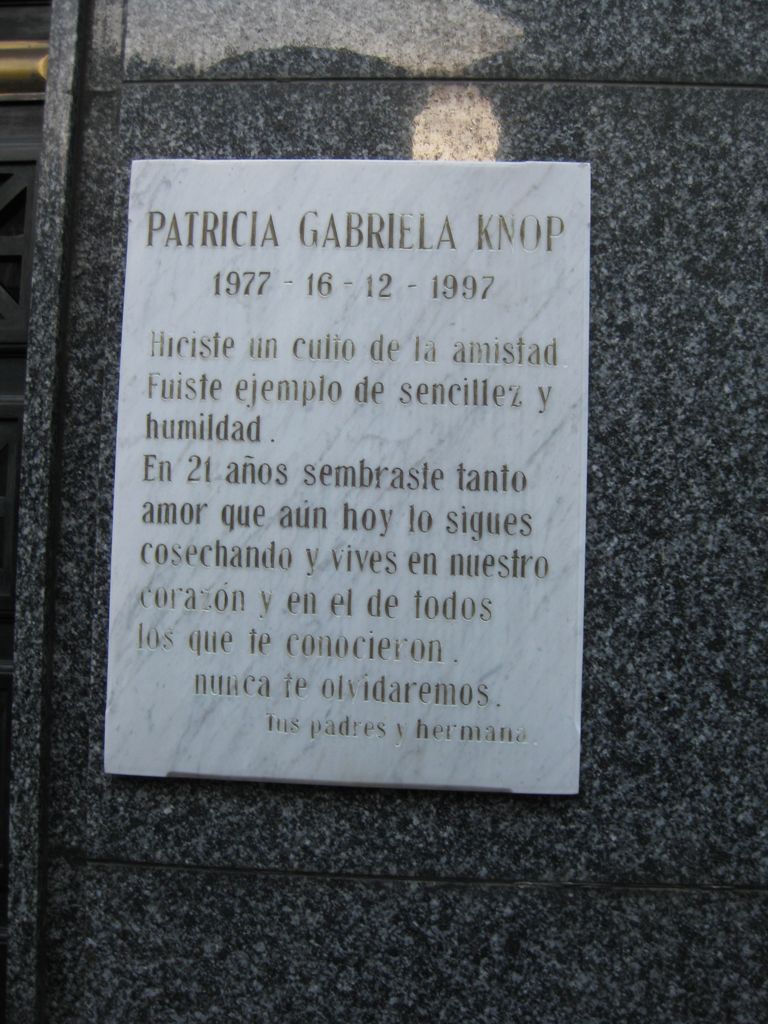 PATRICIA GABRIELA KNOP
1977 - 16 - 12 - 1997
Hiciste un culto de la amistad.
Fuiste ejemplo de sencillez y
humildad.
En 21 años sembraste tanto
amor que aún hoy lo sigues
cosechando y vives en nuestro
corazón y en el de todos
los que te conocieron.
nunca te olvidaremos.
Tus padres y hermana.